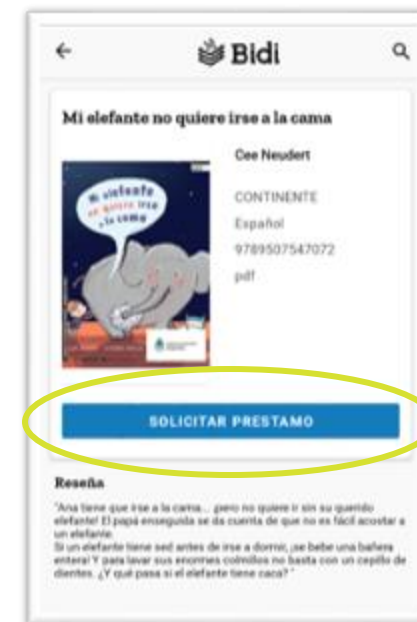 Bidi
Mi elefante no quiere irse a la cama
Cee Neudert
Mi elefante
no quiere irse
a la cama
CONTINENTE
Español
9789507547072
pdf
SOLICITAR PRESTAMO
Reseña
"Ana tiene que irse a la cama... ¡pero no quiere ir sin su querido
elefante! El papá enseguida se da cuenta de que no es fácil acostar a
un elefante.
Si un elefante tiene sed antes de irse a dormir, ¡se bebe una bañera
entera! Y para lavar sus enormes colmillos no basta con un cepillo de
dientes. ¿Y qué pasa si el elefante tiene caca? "